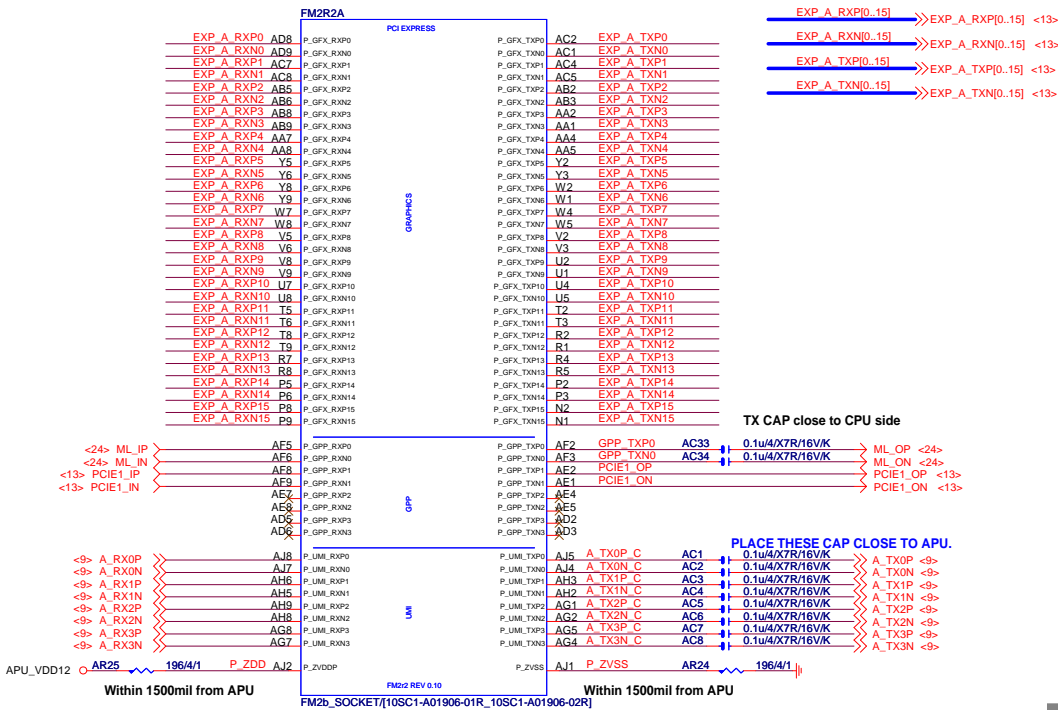 FM2R2A
PCI EXPRESS
EXP_A_RXP[0..15] EXP_A_RXP[0..15] <13>
EXP_A_RXN[0..15] EXP_A_RXN[0..15] <13>
EXP_A_TXP[0..15] EXP_A_TXP[0..15] <13>
EXP_A_TXN[0..15] EXP_A_TXN[0..15] <13>
EXP_A_RXP0 AD8 P_GFX_RXP0 P_GFX_TXP0 AC2 EXP_A_TXP0
EXP_A_RXN0 AD9 P_GFX_RXN0 P_GFX_TXN0 AC1 EXP_A_TXN0
EXP_A_RXP1 AC7 P_GFX_RXP1 P_GFX_TXP1 AC4 EXP_A_TXP1
EXP_A_RXN1 AC8 P_GFX_RXN1 P_GFX_TXN1 AC5 EXP_A_TXN1
EXP_A_RXP2 AB5 P_GFX_RXP2 P_GFX_TXP2 AB2 EXP_A_TXP2
EXP_A_RXN2 AB6 P_GFX_RXN2 P_GFX_TXN2 AB3 EXP_A_TXN2
EXP_A_RXP3 AB8 P_GFX_RXP3 P_GFX_TXP3 AA2 EXP_A_TXP3
EXP_A_RXN3 AB9 P_GFX_RXN3 P_GFX_TXN3 AA1 EXP_A_TXN3
EXP_A_RXP4 AA7 P_GFX_RXP4 P_GFX_TXP4 AA4 EXP_A_TXP4
EXP_A_RXN4 AA8 P_GFX_RXN4 P_GFX_TXN4 AA5 EXP_A_TXN4
EXP_A_RXP5 Y5 P_GFX_RXP5 P_GFX_TXP5 Y2 EXP_A_TXP5
EXP_A_RXN5 Y6 P_GFX_RXN5 P_GFX_TXN5 Y3 EXP_A_TXN5
EXP_A_RXP6 Y8 P_GFX_RXP6 P_GFX_TXP6 W2 EXP_A_TXP6
EXP_A_RXN6 Y9 P_GFX_RXN6 P_GFX_TXN6 W1 EXP_A_TXN6
EXP_A_RXP7 W7 P_GFX_RXP7 P_GFX_TXP7 W4 EXP_A_TXP7
EXP_A_RXN7 W8 P_GFX_RXN7 P_GFX_TXN7 W5 EXP_A_TXN7
GRAPHICS
EXP_A_RXP8 V5 P_GFX_RXP8 P_GFX_TXP8 V2 EXP_A_TXP8
EXP_A_RXN8 V6 P_GFX_RXN8 P_GFX_TXN8 V3 EXP_A_TXN8
EXP_A_RXP9 V8 P_GFX_RXP9 P_GFX_TXP9 U2 EXP_A_TXP9
EXP_A_RXN9 V9 P_GFX_RXN9 P_GFX_TXN9 U1 EXP_A_TXN9
EXP_A_RXP10 U7 P_GFX_RXP10 P_GFX_TXP10 U4 EXP_A_TXP10
EXP_A_RXN10 U8 P_GFX_RXN10 P_GFX_TXN10 U5 EXP_A_TXN10
EXP_A_RXP11 T5 P_GFX_RXP11 P_GFX_TXP11 T2 EXP_A_TXP11
EXP_A_RXN11 T6 P_GFX_RXN11 P_GFX_TXN11 T3 EXP_A_TXN11
EXP_A_RXP12 T8 P_GFX_RXP12 P_GFX_TXP12 R2 EXP_A_TXP12
EXP_A_RXN12 T9 P_GFX_RXN12 P_GFX_TXN12 R1 EXP_A_TXN12
EXP_A_RXP13 R7 P_GFX_RXP13 P_GFX_TXP13 R4 EXP_A_TXP13
EXP_A_RXN13 R8 P_GFX_RXN13 P_GFX_TXN13 R5 EXP_A_TXN13
EXP_A_RXP14 P5 P_GFX_RXP14 P_GFX_TXP14 P2 EXP_A_TXP14
EXP_A_RXN14 P6 P_GFX_RXN14 P_GFX_TXN14 P3 EXP_A_TXN14
EXP_A_RXP15 P8 P_GFX_RXP15 P_GFX_TXP15 N2 EXP_A_TXP15
EXP_A_RXN15 P9 P_GFX_RXN15 P_GFX_TXN15 N1 EXP_A_TXN15
TX CAP close to CPU side
<24> ML_IP AF5 P_GPP_RXP0 P_GPP_TXP0 AF2 GPP_TXP0 AC33 0.1u/4/X7R/16V/K ML_OP <24>
<24> ML_IN AF6 P_GPP_RXN0 P_GPP_TXN0 AF3 GPP_TXN0 AC34 0.1u/4/X7R/16V/K ML_ON <24>
<13> PCIE1_IP AF8 P_GPP_RXP1 P_GPP_TXP1 AE2 PCIE1_OP PCIE1_OP <13>
<13> PCIE1_IN AF9 P_GPP_RXN1 P_GPP_TXN1 AE1 PCIE1_ON PCIE1_ON <13>
AE7 P_GPP_RXP2 P_GPP_TXP2 AE4
GPP
AE8 P_GPP_RXN2 P_GPP_TXN2 AE5
AD5 P_GPP_RXP3 P_GPP_TXP3 AD2
AD6 P_GPP_RXN3 P_GPP_TXN3 AD3
PLACE THESE CAP CLOSE TO APU.
<9> A_RX0P AJ8 P_UMI_RXP0 P_UMI_TXP0 AJ5 A_TX0P_C AC1 0.1u/4/X7R/16V/K A_TX0P <9>
<9> A_RX0N AJ7 P_UMI_RXN0 P_UMI_TXN0 AJ4 A_TX0N_C AC2 0.1u/4/X7R/16V/K A_TX0N <9>
<9> A_RX1P AH6 P_UMI_RXP1 P_UMI_TXP1 AH3 A_TX1P_C AC3 0.1u/4/X7R/16V/K A_TX1P <9>
<9> A_RX1N AH5 P_UMI_RXN1 P_UMI_TXN1 AH2 A_TX1N_C AC4 0.1u/4/X7R/16V/K A_TX1N <9>
<9> A_RX2P AH9 P_UMI_RXP2 P_UMI_TXP2 AG1 A_TX2P_C AC5 0.1u/4/X7R/16V/K A_TX2P <9>
UMI
<9> A_RX2N AH8 P_UMI_RXN2 P_UMI_TXN2 AG2 A_TX2N_C AC6 0.1u/4/X7R/16V/K A_TX2N <9>
<9> A_RX3P AG8 P_UMI_RXP3 P_UMI_TXP3 AG5 A_TX3P_C AC7 0.1u/4/X7R/16V/K A_TX3P <9>
<9> A_RX3N AG7 P_UMI_RXN3 P_UMI_TXN3 AG4 A_TX3N_C AC8 0.1u/4/X7R/16V/K A_TX3N <9>
APU_VDD12 AR25 196/4/1 P_ZDD AJ2 P_ZVDDP P_ZVSS AJ1 P_ZVSS AR24 196/4/1
Within 1500mil from APU FM2r2 REV 0.10 Within 1500mil from APU
FM2b_SOCKET/[10SC1-A01906-01R_10SC1-A01906-02R]